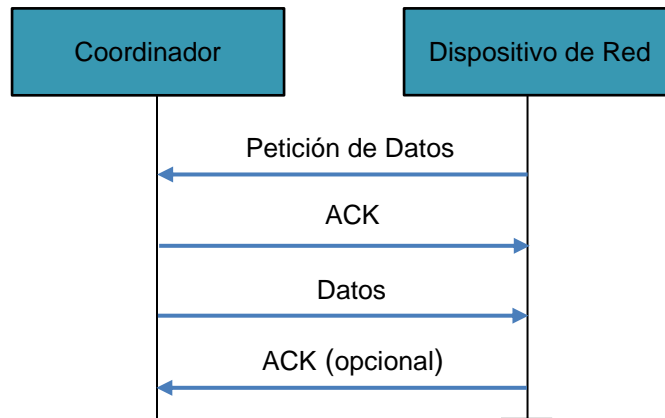 Coordinador
Dispositivo de Red
Petición de Datos
ACK
Datos
ACK (opcional)